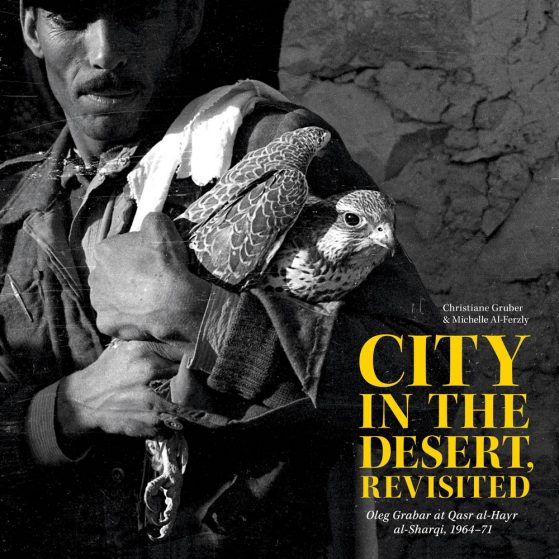 Christiane Gruber
& Michelle Al-Ferzly
CITY
IN THE
DESERT,
REVISITED
Oleg Grabar at Qasr al-Hayr
al-Sharqi, 1964–71